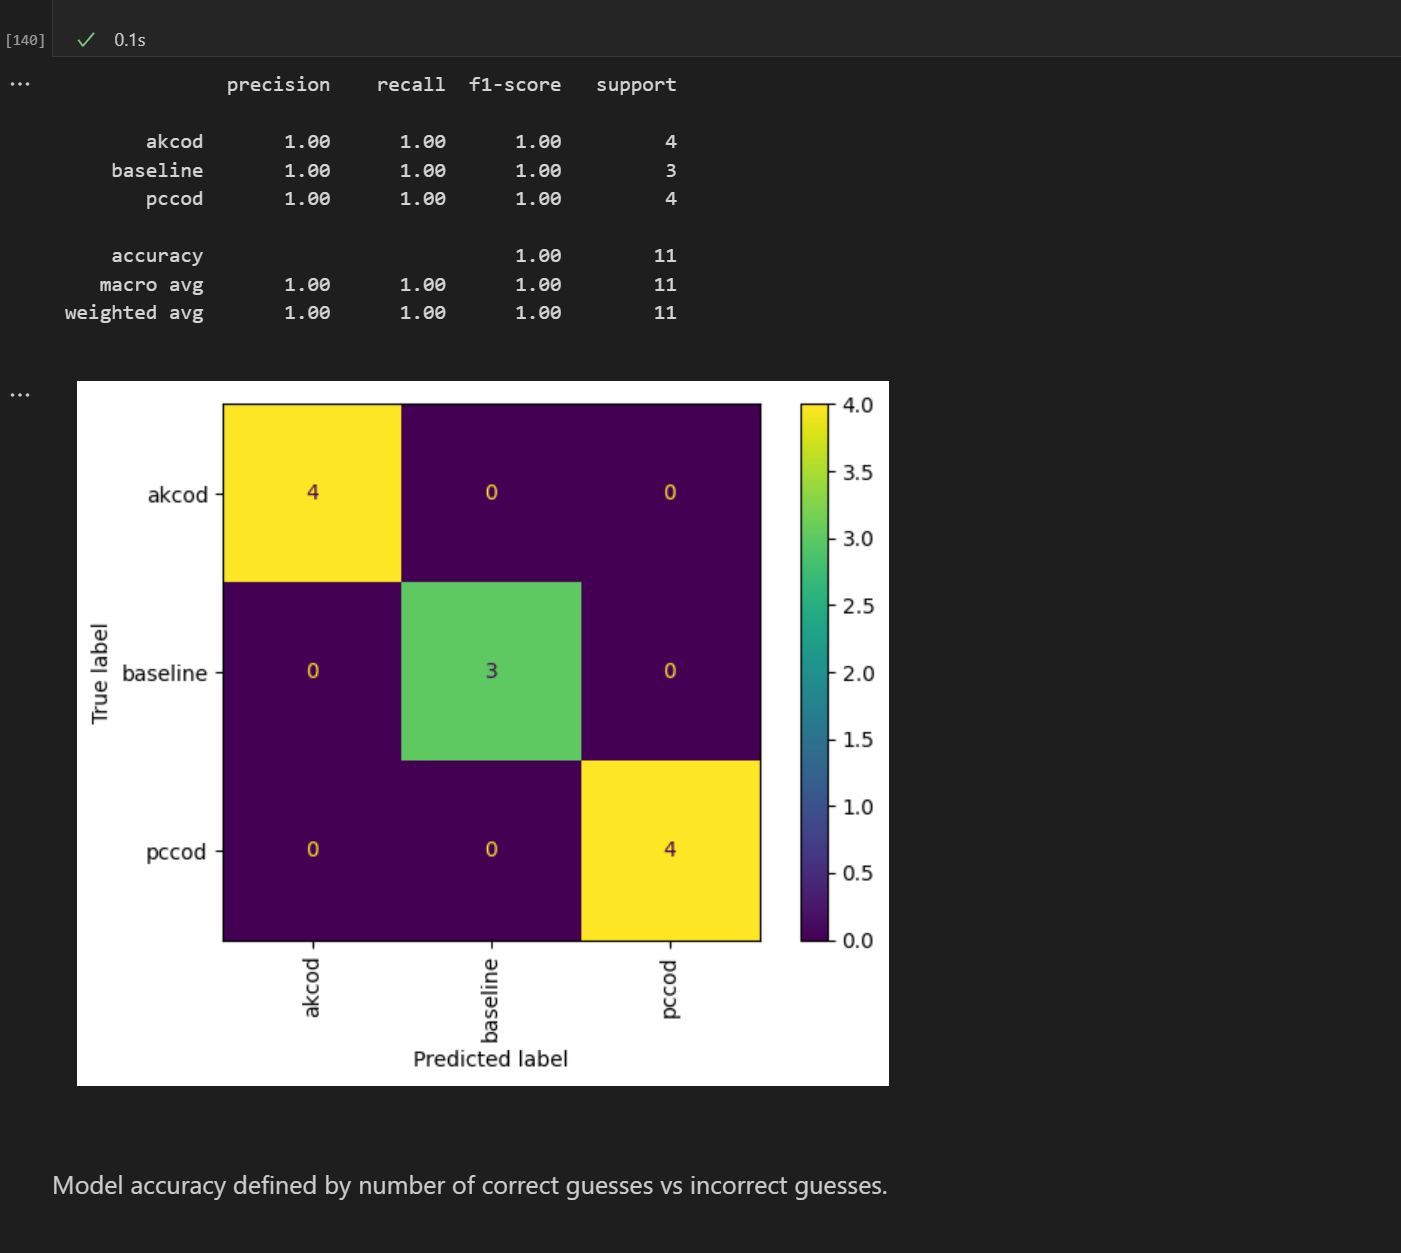 [140] 0.1s
precision recall f1-score support
akcod 1.00 1.00 1.00 4
baseline 1.00 1.00 1.00 3
pccod 1.00 1.00 1.00 4
accuracy 1.00 11
macro avg 1.00 1.00 1.00 11
weighted avg 1.00 1.00 1.00 11
True label
akcod 4 0 0
baseline 0 3 0
pccod 0 0 4
akcod baseline pccod
Predicted label
4.0
3.5
3.0
2.5
2.0
1.5
1.0
0.5
0.0
Model accuracy defined by number of correct guesses vs incorrect guesses.